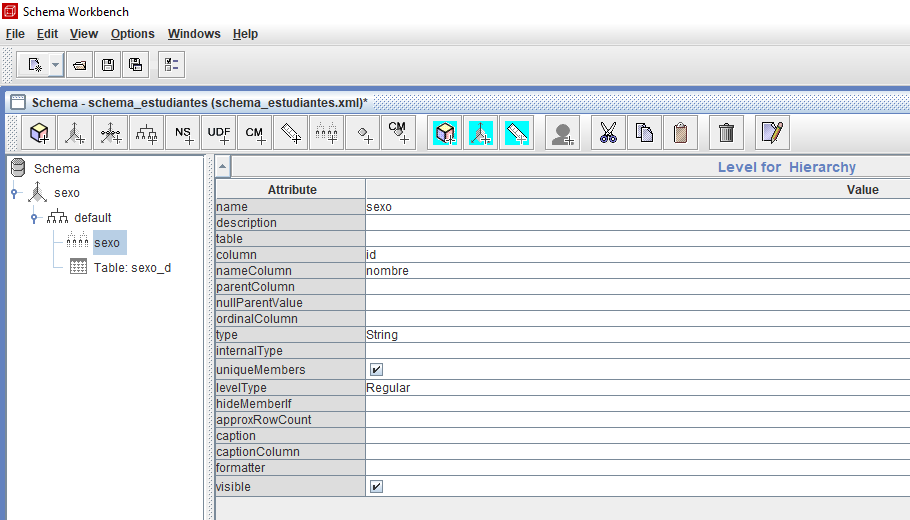 Schema Workbench
File Edit View Options Windows Help
Schema - schema_estudiantes (schema_estudiantes.xml)*
NS UDF CM CM
Schema
sexo
default
sexo
Table: sexo_d
Level for Hierarchy
Attribute Value
name sexo
description
table
column id
nameColumn nombre
parentColumn
nullParentValue
ordinalColumn
type String
internalType
uniqueMembers
levelType Regular
hideMemberIf
approxRowCount
caption
captionColumn
formatter
visible